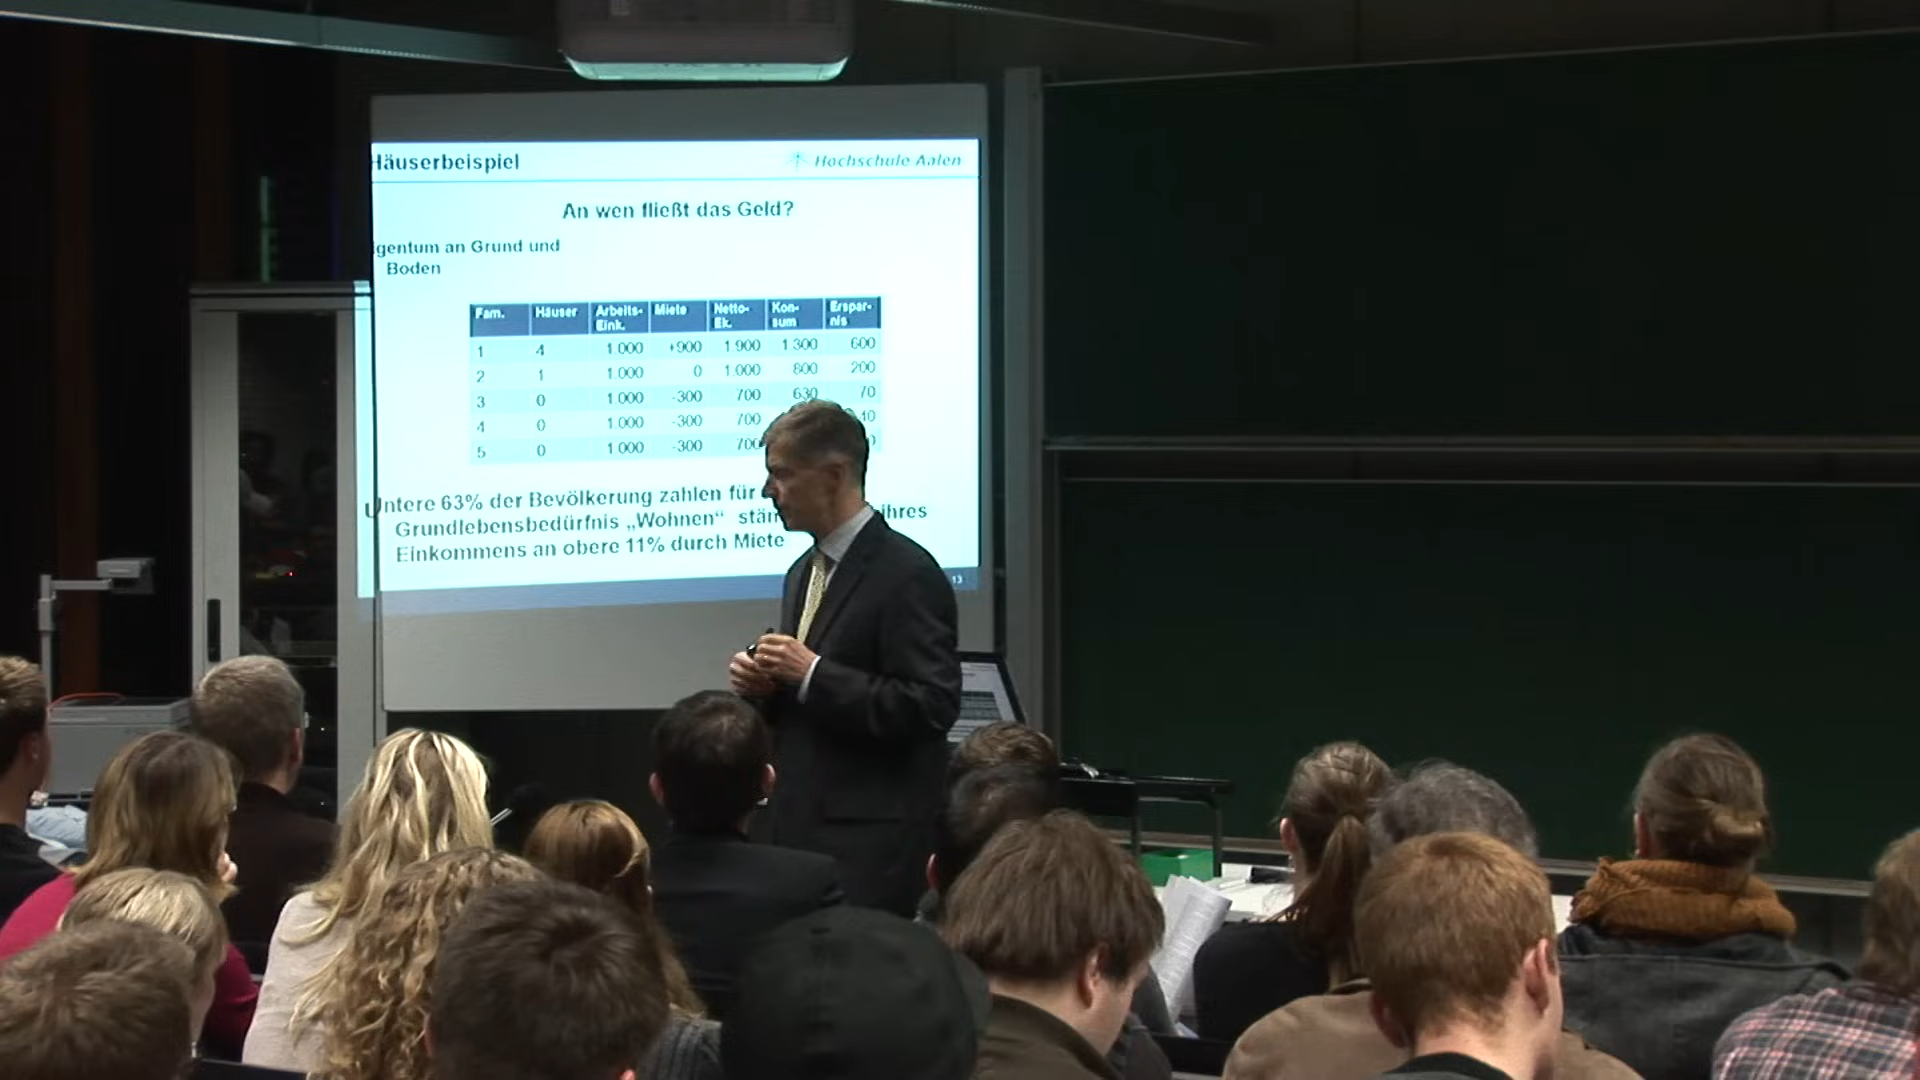 Häuserbeispiel
Hochschule Aalen
An wen fließt das Geld?
igentum an Grund und
Boden
Fam. Häuser Arbeits-Eink. Miete Netto-Ek. Kon-sum Erspar-nis
1 4 1.000 +900 1.900 1.300 600
2 1 1.000 0 1.000 800 200
3 0 1.000 -300 700 630 70
4 0 1.000 -300 700
5 0 1.000 -300 700
Untere 63% der Bevölkerung zahlen für
Grundlebensbedürfnis „Wohnen“ ihres
Einkommens an obere 11% durch Miete
13